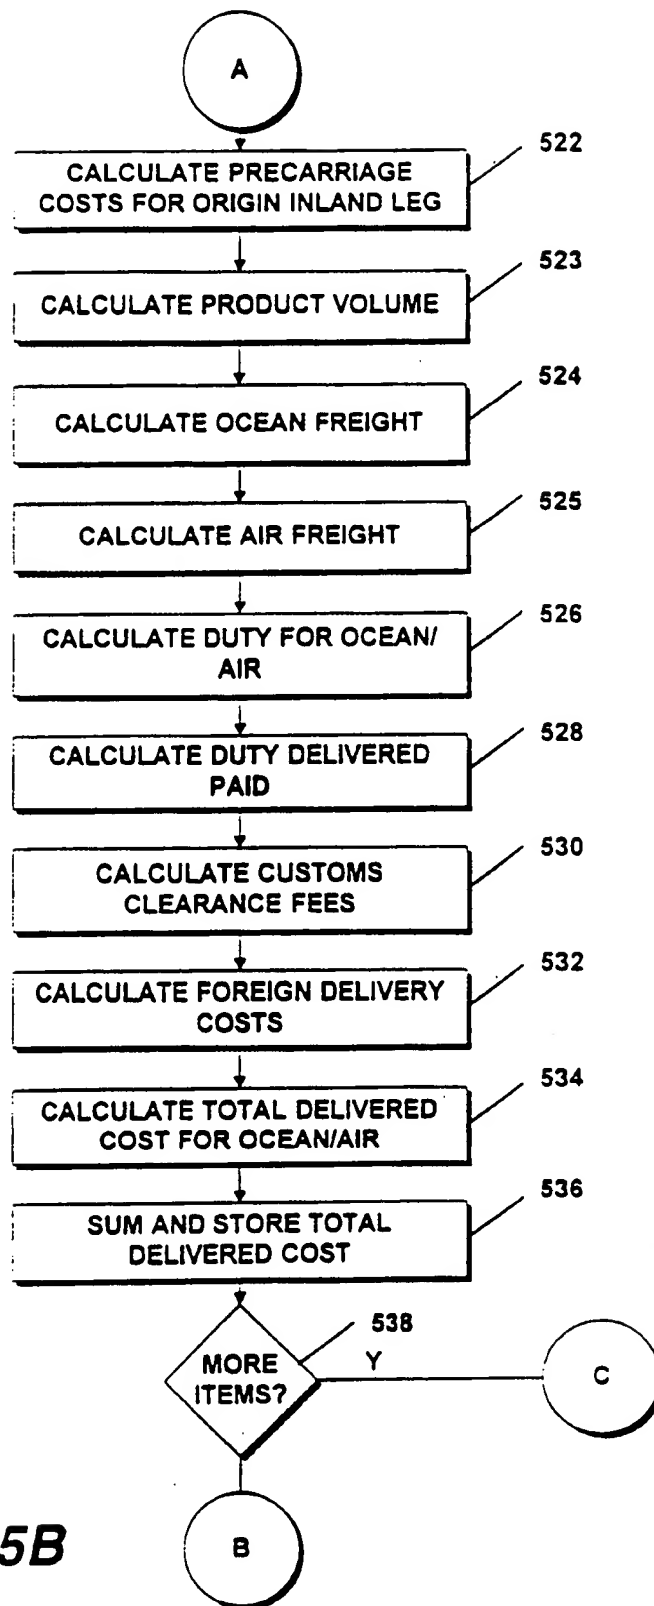 A
522
CALCULATE PRECARRIAGE
COSTS FOR ORIGIN INLAND LEG
523
CALCULATE PRODUCT VOLUME
524
CALCULATE OCEAN FREIGHT
525
CALCULATE AIR FREIGHT
526
CALCULATE DUTY FOR OCEAN/
AIR
528
CALCULATE DUTY DELIVERED
PAID
530
CALCULATE CUSTOMS
CLEARANCE FEES
532
CALCULATE FOREIGN DELIVERY
COSTS
534
CALCULATE TOTAL DELIVERED
COST FOR OCEAN/AIR
536
SUM AND STORE TOTAL
DELIVERED COST
538
MORE
ITEMS?
Y
C
B
5B